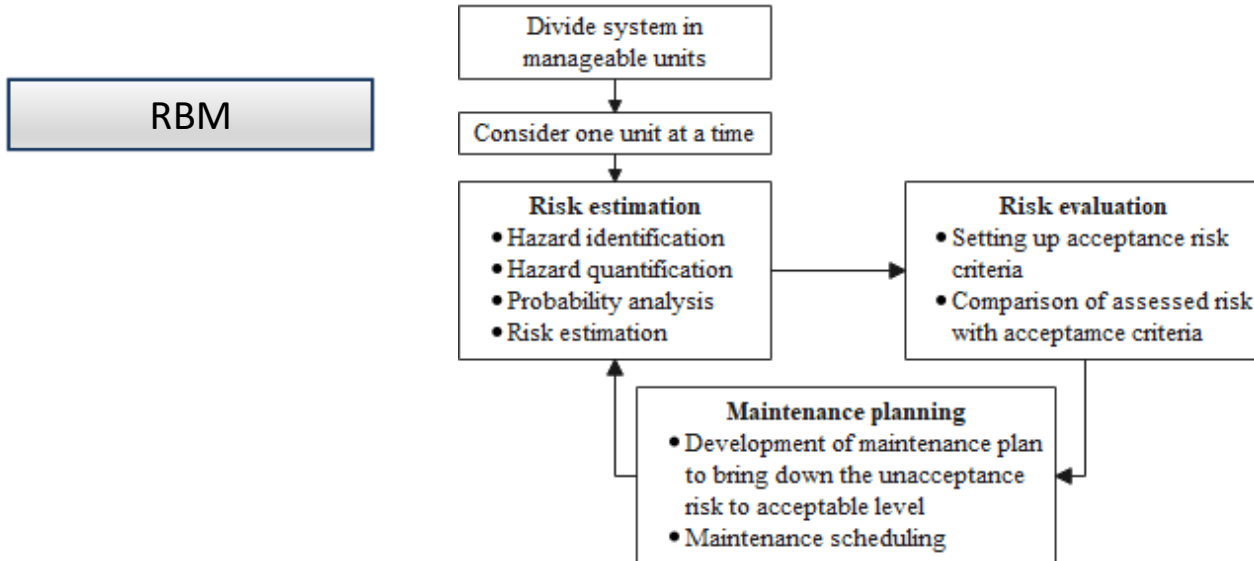 Divide system in
manageable units
RBM
Consider one unit at a time
Risk estimation
• Hazard identification
• Hazard quantification
• Probability analysis
• Risk estimation
Risk evaluation
• Setting up acceptance risk
criteria
• Comparison of assessed risk
with acceptamce criteria
Maintenance planning
• Development of maintenance plan
to bring down the unacceptance
risk to acceptable level
• Maintenance scheduling